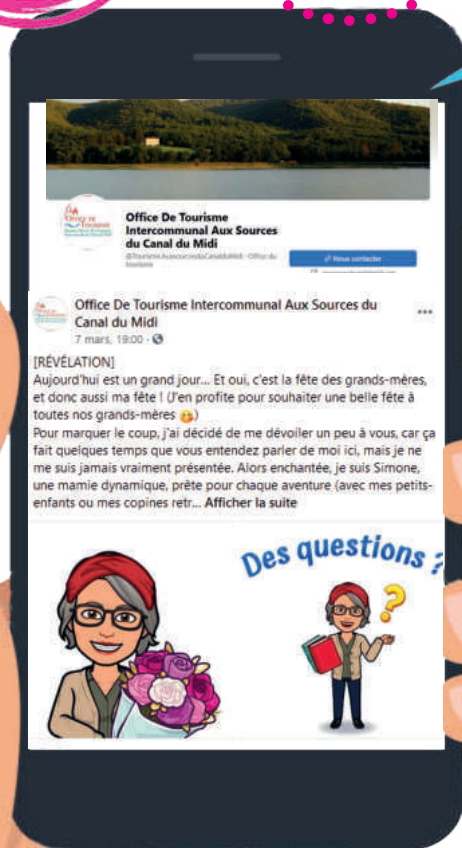 OFFICE DE
TOURISME
Office De Tourisme
Intercommunal Aux Sources
du Canal du Midi
Office du
tourisme
Nous contacter
Office De Tourisme Intercommunal Aux Sources du
Canal du Midi
7 mars, 19:00 ·
[RÉVÉLATION]
Aujourd'hui est un grand jour... Et oui, c'est la fête des grands-mères,
et donc aussi ma fête ! (J'en profite pour souhaiter une belle fête à
toutes nos grands-mères 🥰)
Pour marquer le coup, j'ai décidé de me dévoiler un peu à vous, car ça
fait quelques temps que vous entendez parler de moi ici, mais je ne
me suis jamais vraiment présentée. Alors enchantée, je suis Simone,
une mamie dynamique, prête pour chaque aventure (avec mes petits-
enfants ou mes copines retr... Afficher la suite
Des questions ?